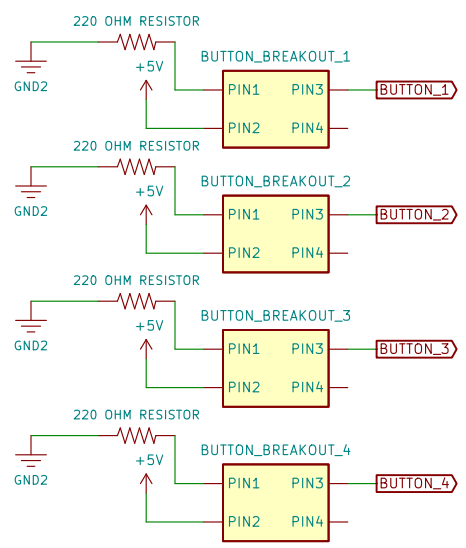 220 OHM RESISTOR
+5V
BUTTON_BREAKOUT_1
GND2
PIN1 PIN3
BUTTON_1
PIN2 PIN4
220 OHM RESISTOR
+5V
BUTTON_BREAKOUT_2
GND2
PIN1 PIN3
BUTTON_2
PIN2 PIN4
220 OHM RESISTOR
+5V
BUTTON_BREAKOUT_3
GND2
PIN1 PIN3
BUTTON_3
PIN2 PIN4
220 OHM RESISTOR
+5V
BUTTON_BREAKOUT_4
GND2
PIN1 PIN3
BUTTON_4
PIN2 PIN4